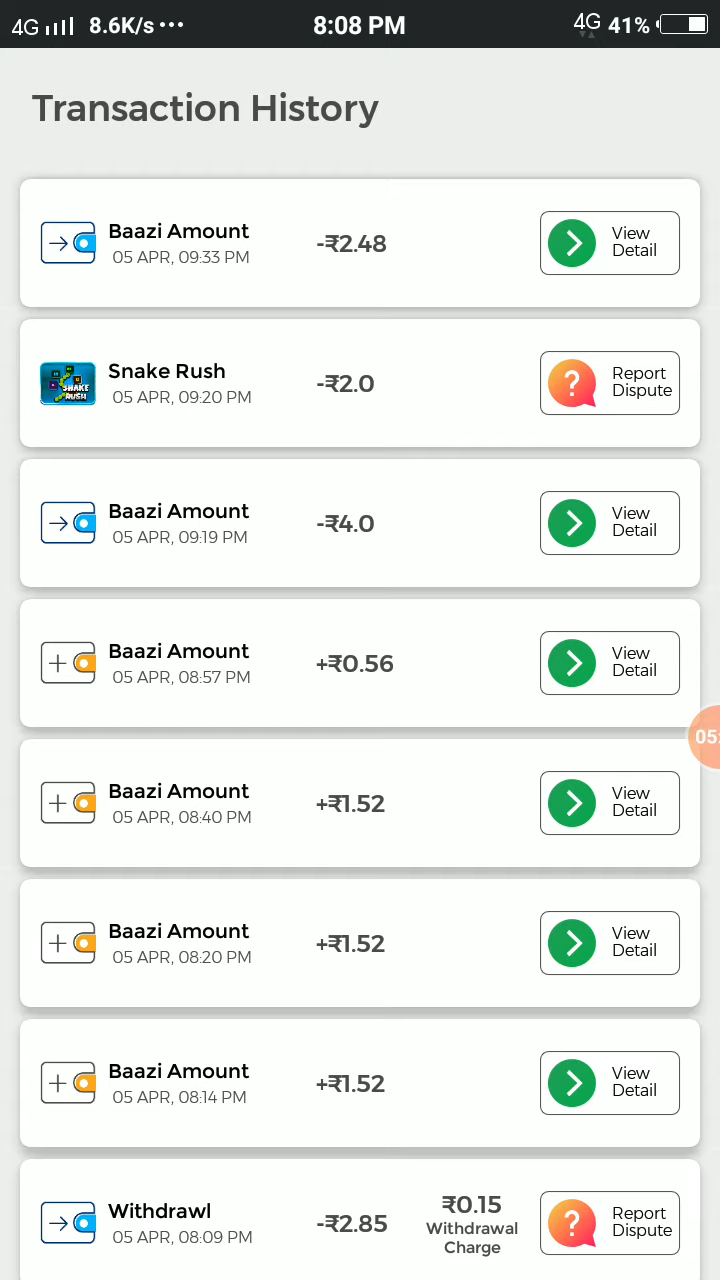 4G 8.6K/s ••• 8:08 PM 4G 41%
Transaction History
Baazi Amount
05 APR, 09:33 PM
-₹2.48
View
Detail
SNAKE
RUSH
Snake Rush
05 APR, 09:20 PM
-₹2.0
Report
Dispute
Baazi Amount
05 APR, 09:19 PM
-₹4.0
View
Detail
Baazi Amount
05 APR, 08:57 PM
+₹0.56
View
Detail
05:
Baazi Amount
05 APR, 08:40 PM
+₹1.52
View
Detail
Baazi Amount
05 APR, 08:20 PM
+₹1.52
View
Detail
Baazi Amount
05 APR, 08:14 PM
+₹1.52
View
Detail
Withdrawl
05 APR, 08:09 PM
-₹2.85
₹0.15
Withdrawal
Charge
Report
Dispute